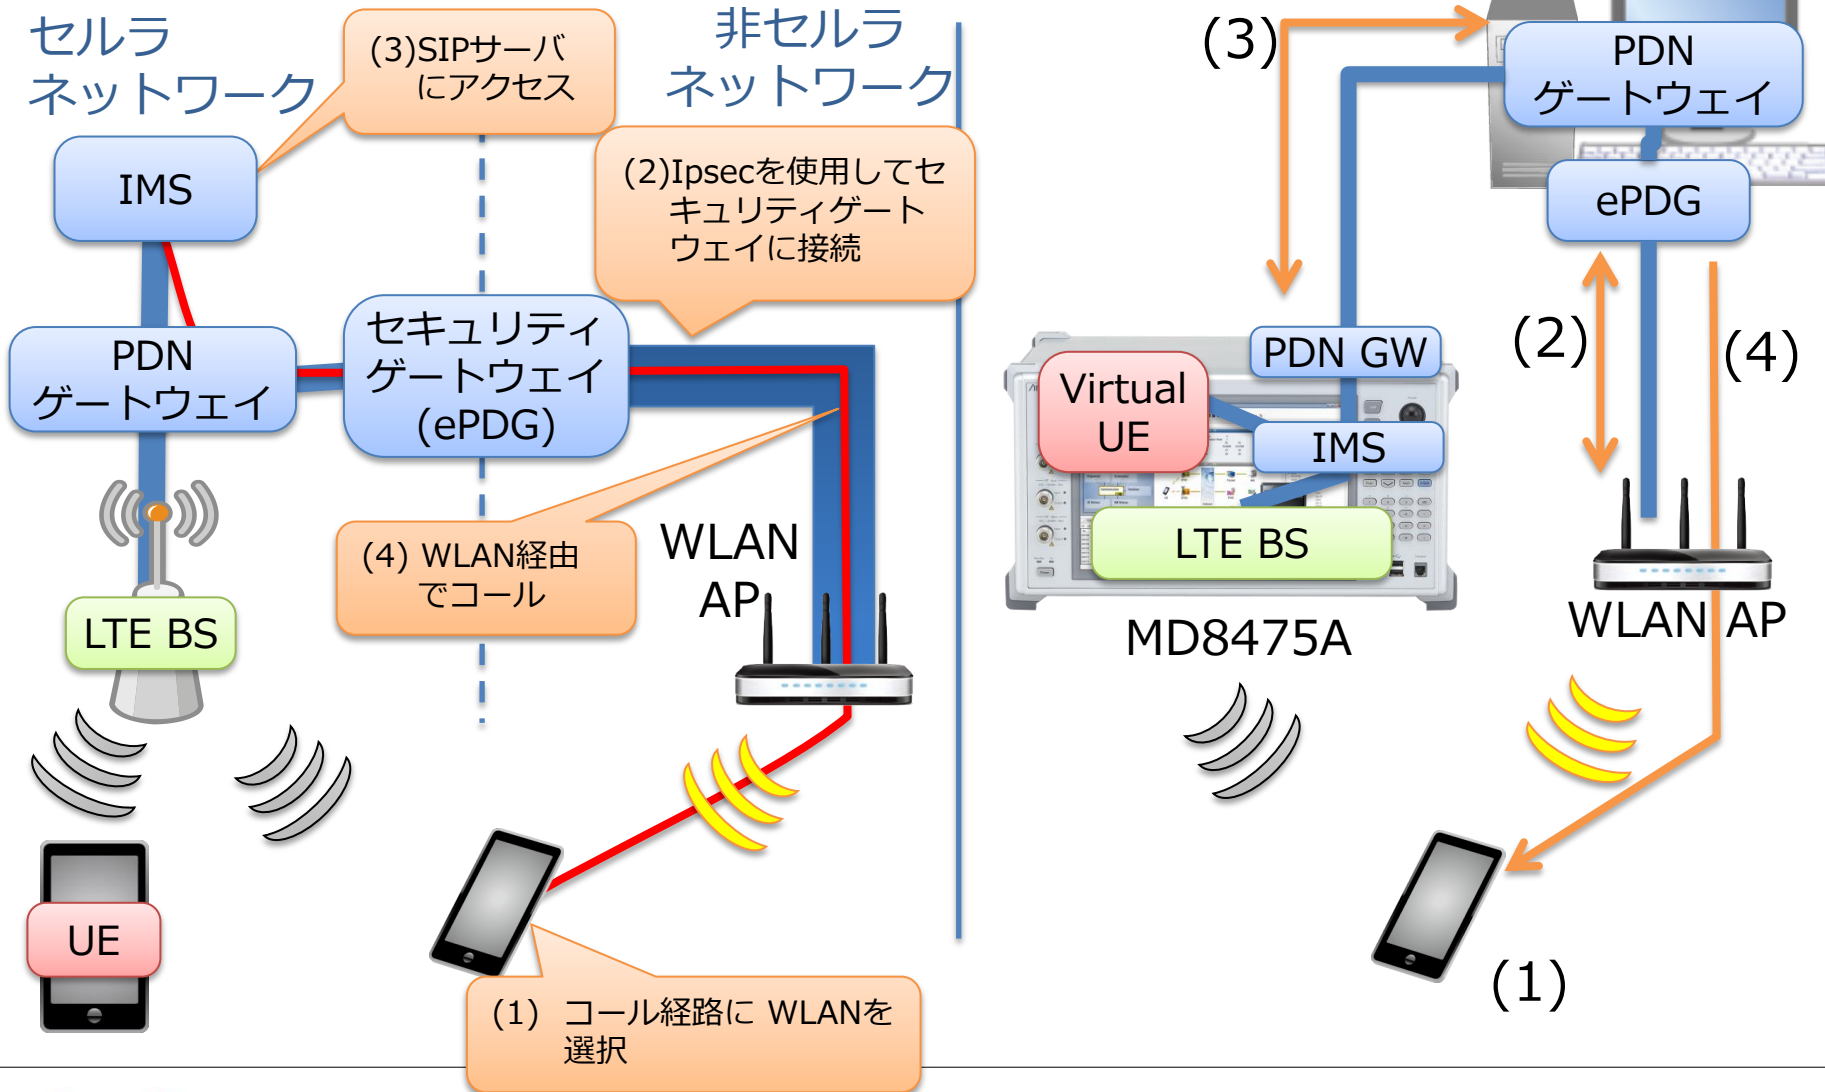 セルラ
ネットワーク
(3)SIPサーバ
にアクセス
非セルラ
ネットワーク
IMS
(2)Ipsecを使用してセ
キュリティゲート
ウェイに接続
PDN
ゲートウェイ
セキュリティ
ゲートウェイ
(ePDG)
(4) WLAN経由
でコール
WLAN
AP
LTE BS
UE
(1) コール経路に WLANを
選択
(3)
PDN
ゲートウェイ
ePDG
(2)
(4)
PDN GW
Virtual
UE
IMS
LTE BS
MD8475A
WLAN AP
(1)